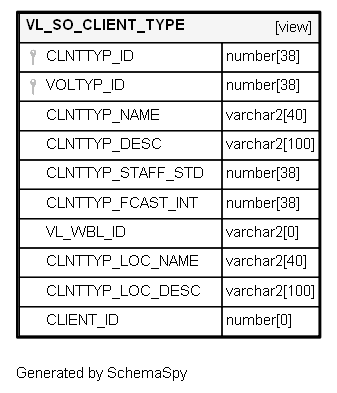 VL_SO_CLIENT_TYPE [view]
CLNTTYP_ID number[38]
VOLTYP_ID number[38]
CLNTTYP_NAME varchar2[40]
CLNTTYP_DESC varchar2[100]
CLNTTYP_STAFF_STD number[38]
CLNTTYP_FCAST_INT number[38]
VL_WBL_ID varchar2[0]
CLNTTYP_LOC_NAME varchar2[40]
CLNTTYP_LOC_DESC varchar2[100]
CLIENT_ID number[0]
Generated by SchemaSpy